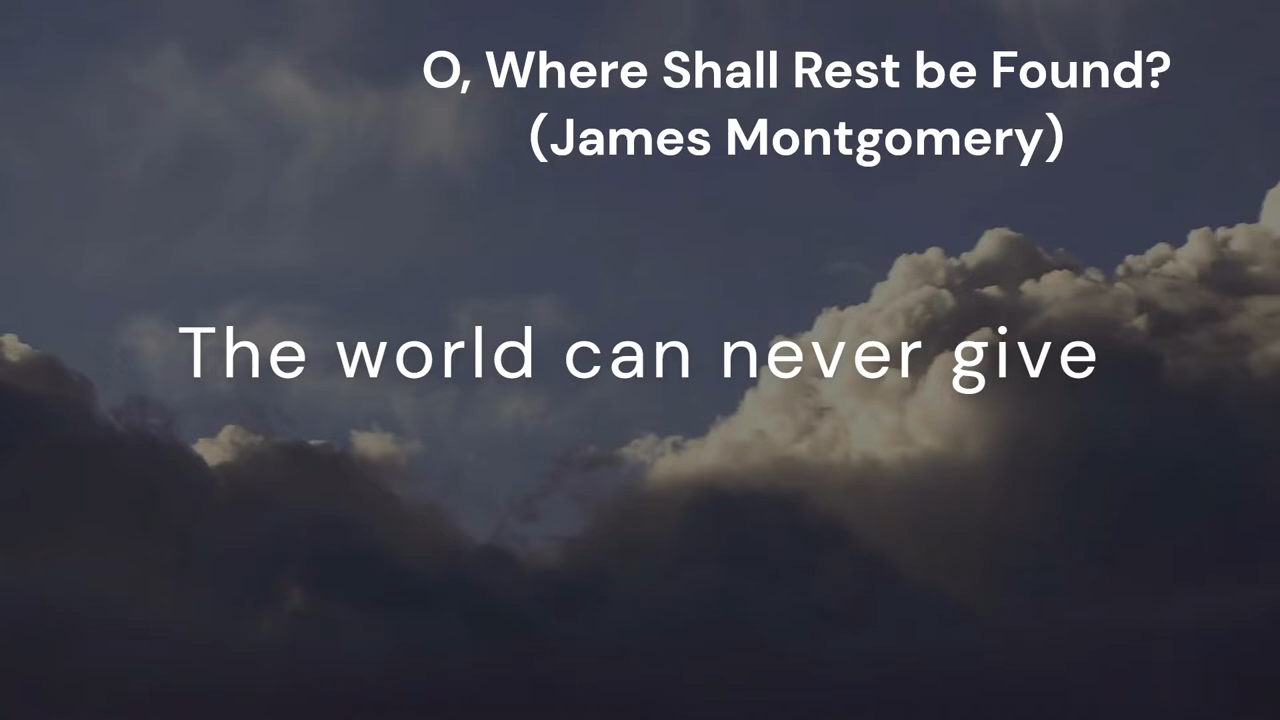 O, Where Shall Rest be Found?
(James Montgomery)
The world can never give